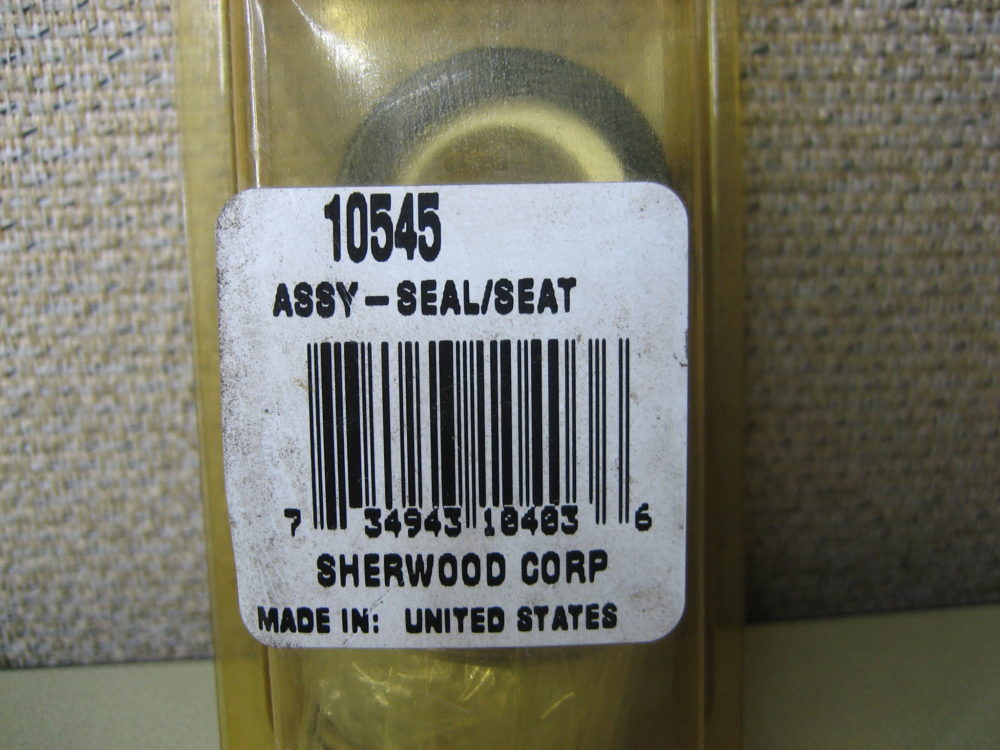 10545
ASSY - SEAL/SEAT
7 34943 10403 6
SHERWOOD CORP
MADE IN: UNITED STATES